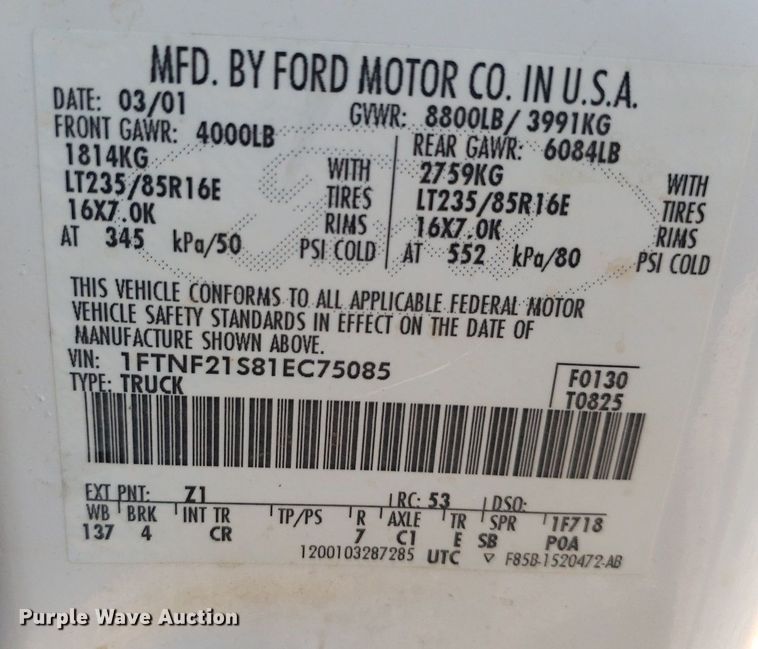 MFD. BY FORD MOTOR CO. IN U.S.A.
DATE: 03/01 GVWR: 8800LB/ 3991KG
FRONT GAWR: 4000LB REAR GAWR: 6084LB
1814KG WITH 2759KG WITH
LT235/85R16E TIRES LT235/85R16E TIRES
16X7.0K RIMS 16X7.0K RIMS
AT 345 kPa/50 PSI COLD AT 552 kPa/80 PSI COLD
THIS VEHICLE CONFORMS TO ALL APPLICABLE FEDERAL MOTOR
VEHICLE SAFETY STANDARDS IN EFFECT ON THE DATE OF
MANUFACTURE SHOWN ABOVE.
VIN: 1FTNF21S81EC75085 F0130
TYPE: TRUCK T0825
EXT PNT: Z1 RC: 53 DSO:
WB BRK INT TR TP/PS R AXLE TR SPR 1F718
137 4 CR 7 C1 E SB P0A
1200103287285 UTC ▽ F85B-1520472-AB
Purple Wave Auction